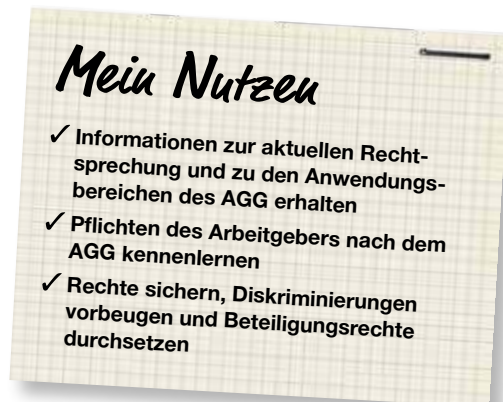 Mein Nutzen
✓ Informationen zur aktuellen Recht-
sprechung und zu den Anwendungs-
bereichen des AGG erhalten
✓ Pflichten des Arbeitgebers nach dem
AGG kennenlernen
✓ Rechte sichern, Diskriminierungen
vorbeugen und Beteiligungsrechte
durchsetzen